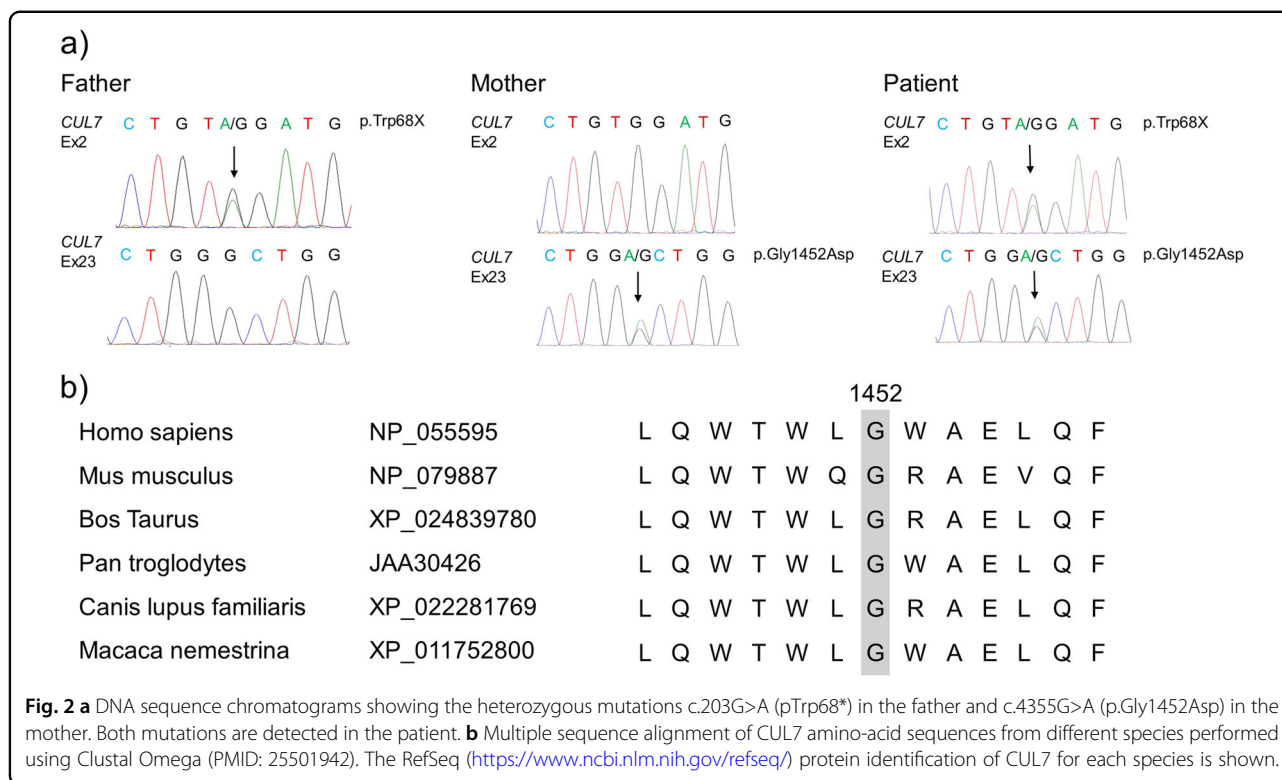 a)
Father Mother Patient
CUL7 Ex2 C T G T A/G G A T G p.Trp68X
CUL7 Ex2 C T G T G G A T G
CUL7 Ex2 C T G T A/G G A T G p.Trp68X
CUL7 Ex23 C T G G G C T G G
CUL7 Ex23 C T G G A/G C T G G p.Gly1452Asp
CUL7 Ex23 C T G G A/G C T G G p.Gly1452Asp
b)
1452
Homo sapiens NP_055595 L Q W T W L G W A E L Q F
Mus musculus NP_079887 L Q W T W Q G R A E V Q F
Bos Taurus XP_024839780 L Q W T W L G R A E L Q F
Pan troglodytes JAA30426 L Q W T W L G W A E L Q F
Canis lupus familiaris XP_022281769 L Q W T W L G R A E L Q F
Macaca nemestrina XP_011752800 L Q W T W L G W A E L Q F
Fig. 2 a DNA sequence chromatograms showing the heterozygous mutations c.203G>A (pTrp68*) in the father and c.4355G>A (p.Gly1452Asp) in the
mother. Both mutations are detected in the patient. b Multiple sequence alignment of CUL7 amino-acid sequences from different species performed
using Clustal Omega (PMID: 25501942). The RefSeq (https://www.ncbi.nlm.nih.gov/refseq/) protein identification of CUL7 for each species is shown.